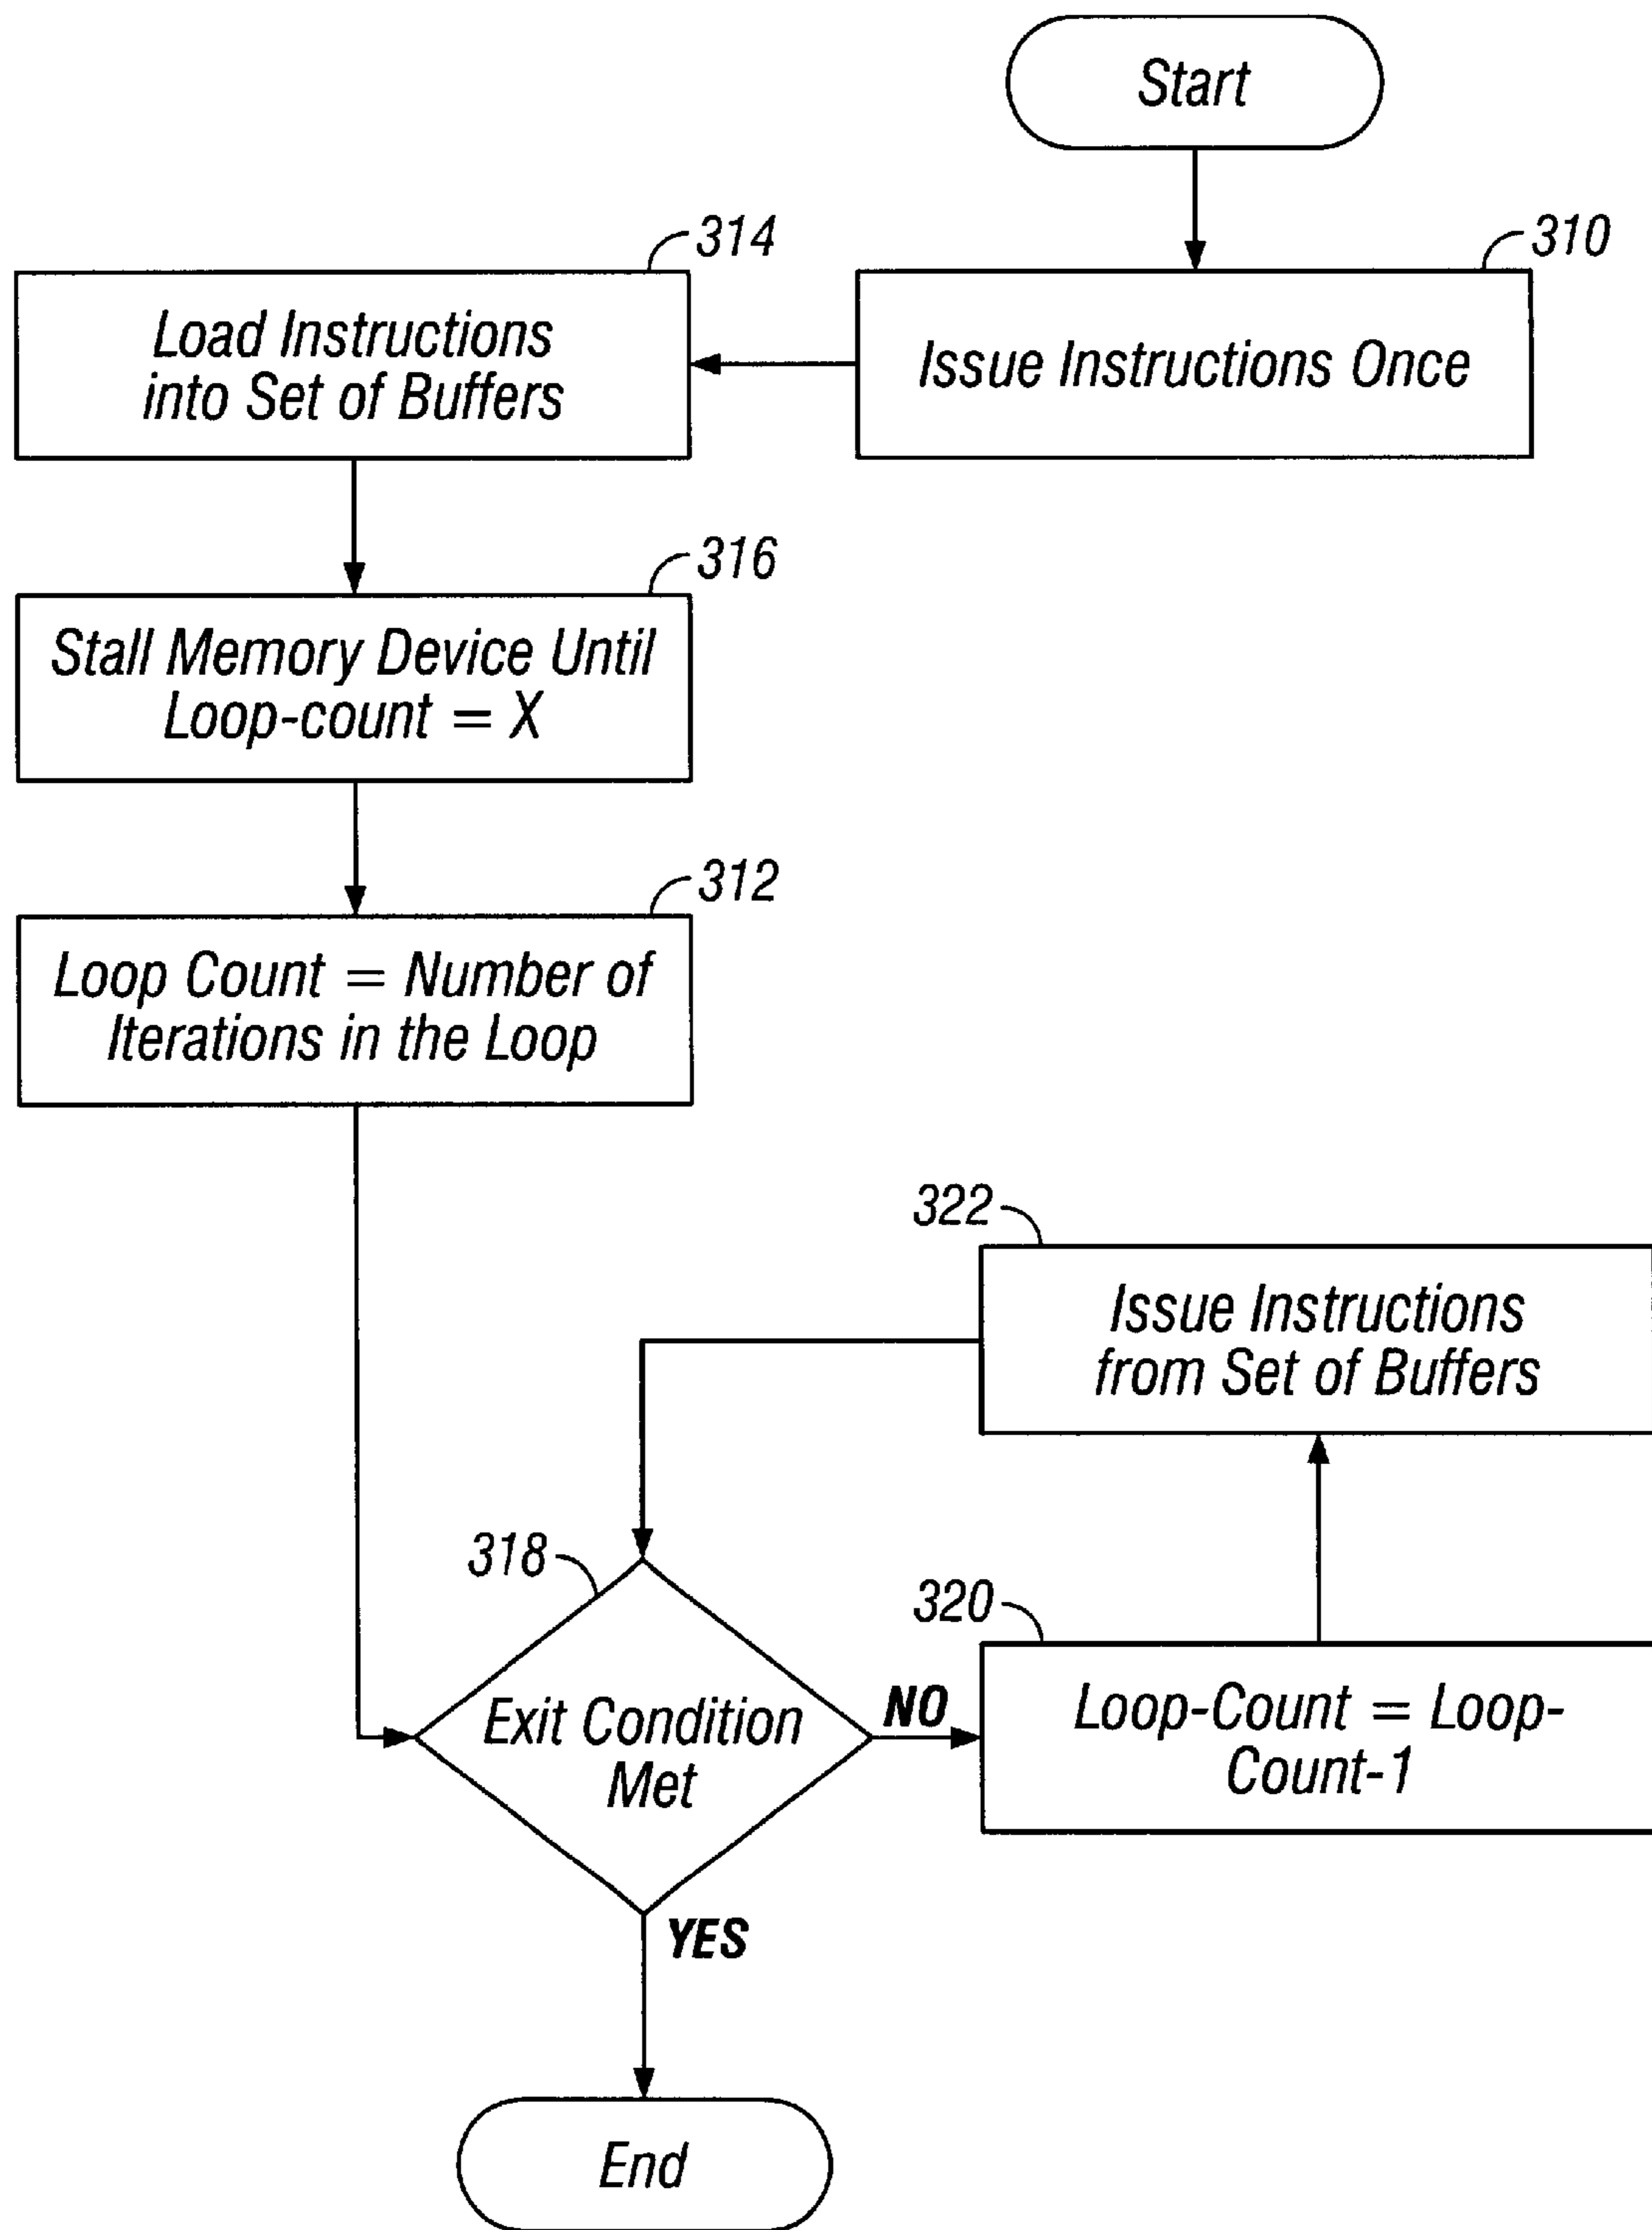 Start
314
310
Load Instructions
into Set of Buffers
Issue Instructions Once
316
Stall Memory Device Until
Loop-count = X
312
Loop Count = Number of
Iterations in the Loop
322
Issue Instructions
from Set of Buffers
318
320
Exit Condition
Met
NO
Loop-Count = Loop-
Count-1
YES
End